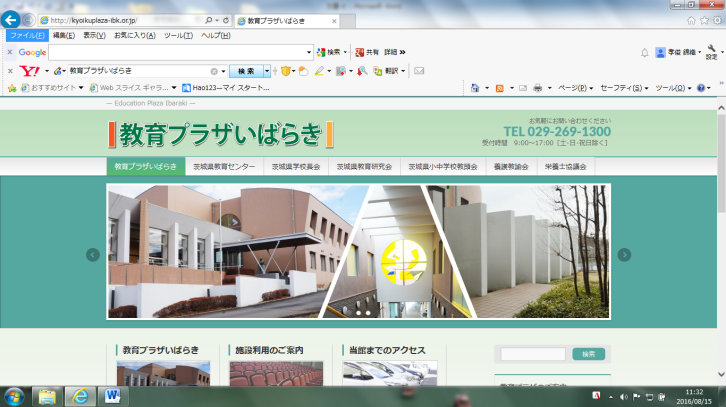 http://kyoikuplaza-ibk.or.jp/
教育プラザいばらき
ファイル(F) 編集(E) 表示(V) お気に入り(A) ツール(T) ヘルプ(H)
Google 検索 共有 詳細 »
設定
Y! 教育プラザいばらき 検索 翻訳
おすすめサイト Web スライス ギャラ... Hao123—マイ スタート...
ページ(P) セーフティ(S) ツール(O)
— Education Plaza Ibaraki —
教育プラザいばらき
お気軽にお問い合わせください
TEL 029-269-1300
受付時間 9:00～17:00 [土・日・祝日除く]
教育プラザいばらき 茨城県教育センター 茨城県学校長会 茨城県教育研究会 茨城県小中学校教頭会 養護教諭会 栄養士協議会
教育プラザいばらき 施設利用のご案内 当館までのアクセス
検索
11:32
2016/08/15